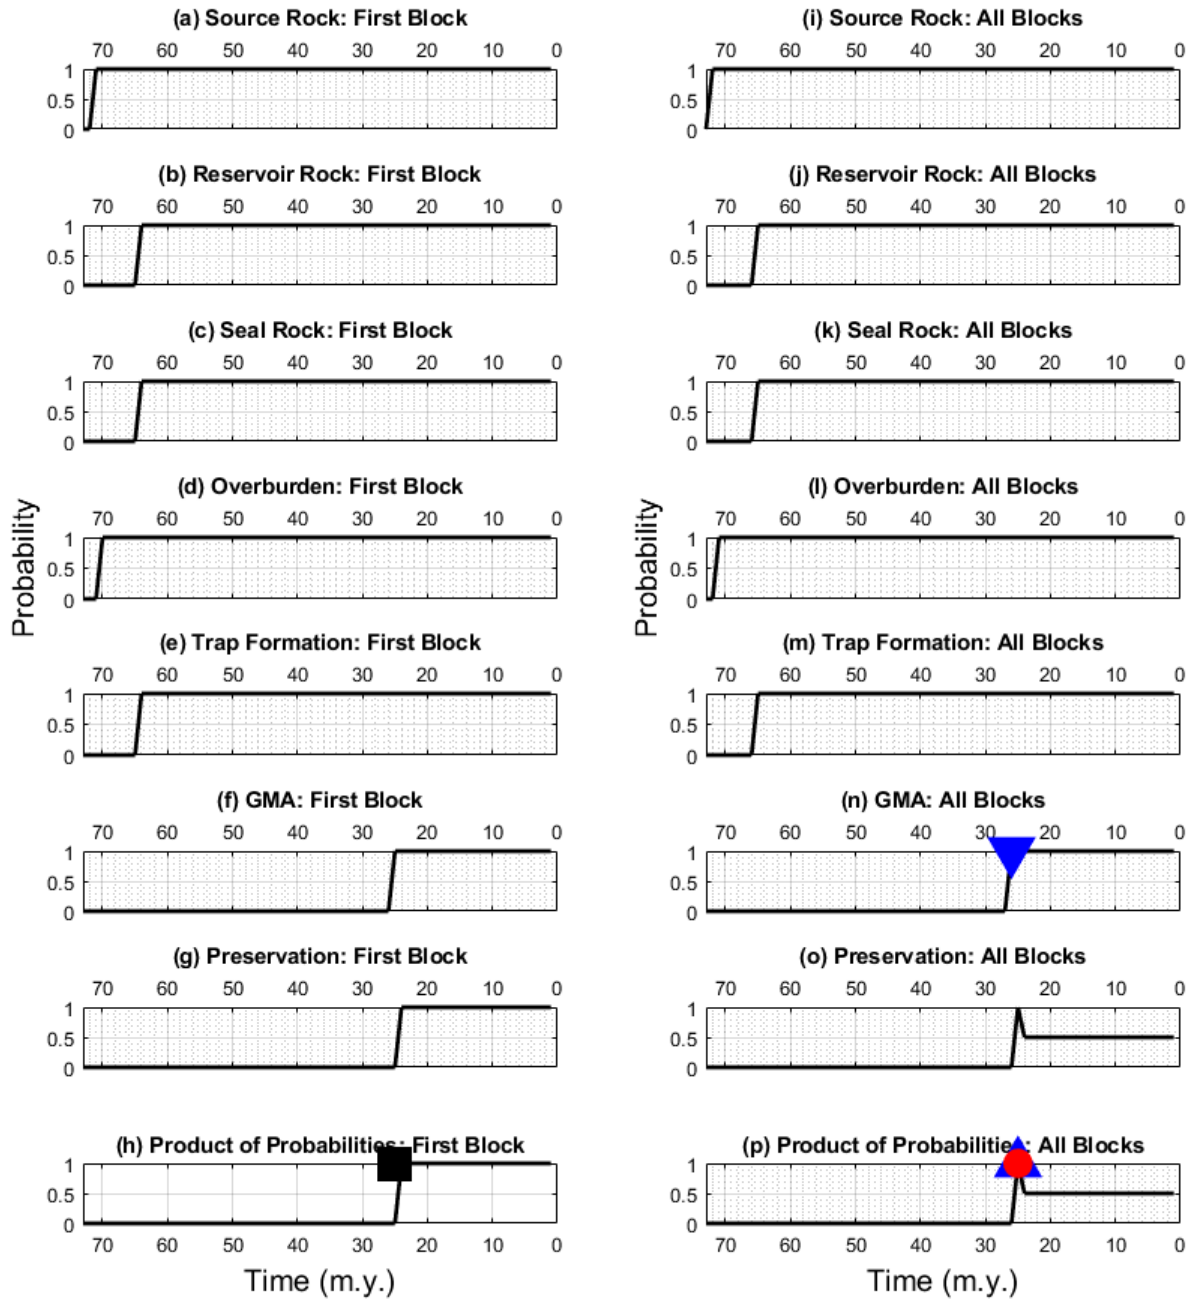 (a) Source Rock: First Block
70 60 50 40 30 20 10 0
1
0.5
0
(b) Reservoir Rock: First Block
70 60 50 40 30 20 10 0
1
0.5
0
(c) Seal Rock: First Block
70 60 50 40 30 20 10 0
1
0.5
0
(d) Overburden: First Block
70 60 50 40 30 20 10 0
1
0.5
0
Probability
(e) Trap Formation: First Block
70 60 50 40 30 20 10 0
1
0.5
0
(f) GMA: First Block
70 60 50 40 30 20 10 0
1
0.5
0
(g) Preservation: First Block
70 60 50 40 30 20 10 0
1
0.5
0
(h) Product of Probabilities: First Block
1
0.5
0
70 60 50 40 30 20 10 0
Time (m.y.)
(i) Source Rock: All Blocks
70 60 50 40 30 20 10 0
1
0.5
0
(j) Reservoir Rock: All Blocks
70 60 50 40 30 20 10 0
1
0.5
0
(k) Seal Rock: All Blocks
70 60 50 40 30 20 10 0
1
0.5
0
(l) Overburden: All Blocks
70 60 50 40 30 20 10 0
1
0.5
0
Probability
(m) Trap Formation: All Blocks
70 60 50 40 30 20 10 0
1
0.5
0
(n) GMA: All Blocks
70 60 50 40 30 20 10 0
1
0.5
0
(o) Preservation: All Blocks
70 60 50 40 30 20 10 0
1
0.5
0
(p) Product of Probabilities: All Blocks
1
0.5
0
70 60 50 40 30 20 10 0
Time (m.y.)